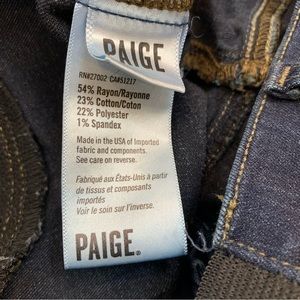 PAIGE
RN#27002 CA#51217
54% Rayon/Rayonne
23% Cotton/Coton
22% Polyester
1% Spandex
Made in the USA of Imported
fabric and components.
See care on reverse.
Fabriqué aux États-Unis à partir
de tissus et composants
importés
Voir le soin sur l'inverse.
PAIGE.